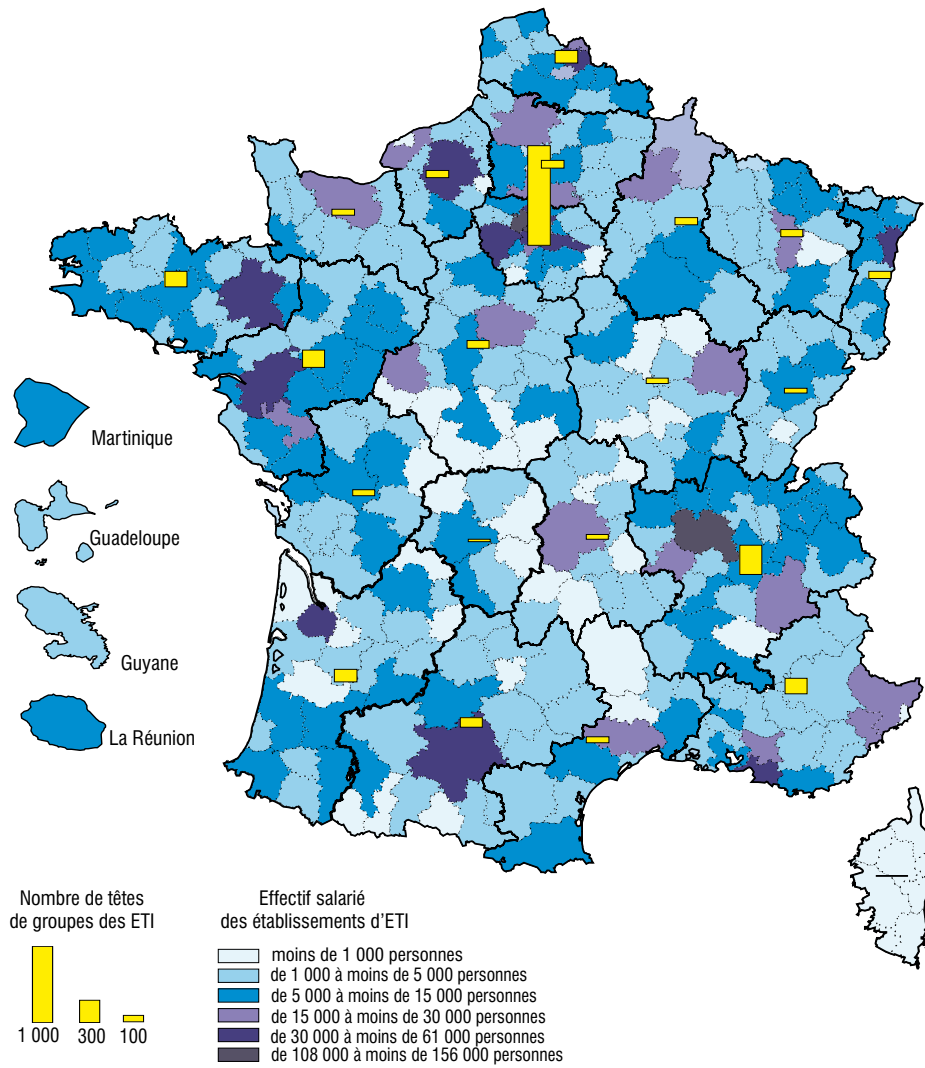 Martinique
Guadeloupe
Guyane
La Réunion
Nombre de têtes
de groupes des ETI
1 000
300
100
Effectif salarié
des établissements d’ETI
moins de 1 000 personnes
de 1 000 à moins de 5 000 personnes
de 5 000 à moins de 15 000 personnes
de 15 000 à moins de 30 000 personnes
de 30 000 à moins de 61 000 personnes
de 108 000 à moins de 156 000 personnes